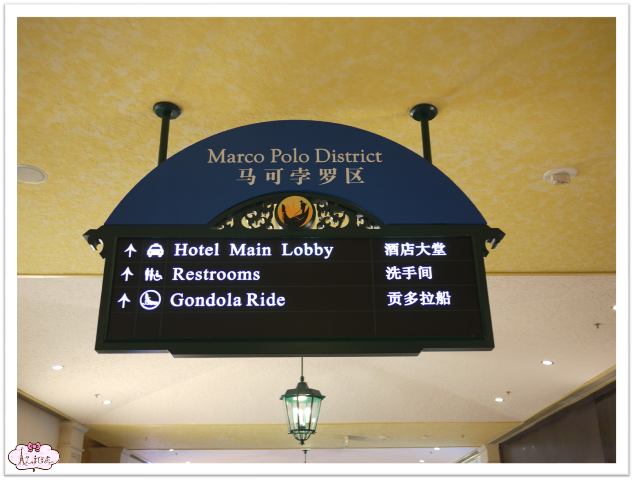 Marco Polo District
马可孛罗区
Hotel Main Lobby 酒店大堂
Restrooms 洗手间
Gondola Ride 贡多拉船